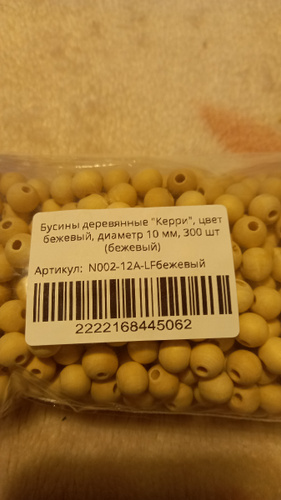 Бусины деревянные "Керри", цвет
бежевый, диаметр 10 мм, 300 шт
(бежевый)
Артикул: N002-12A-LFбежевый
2222168445062